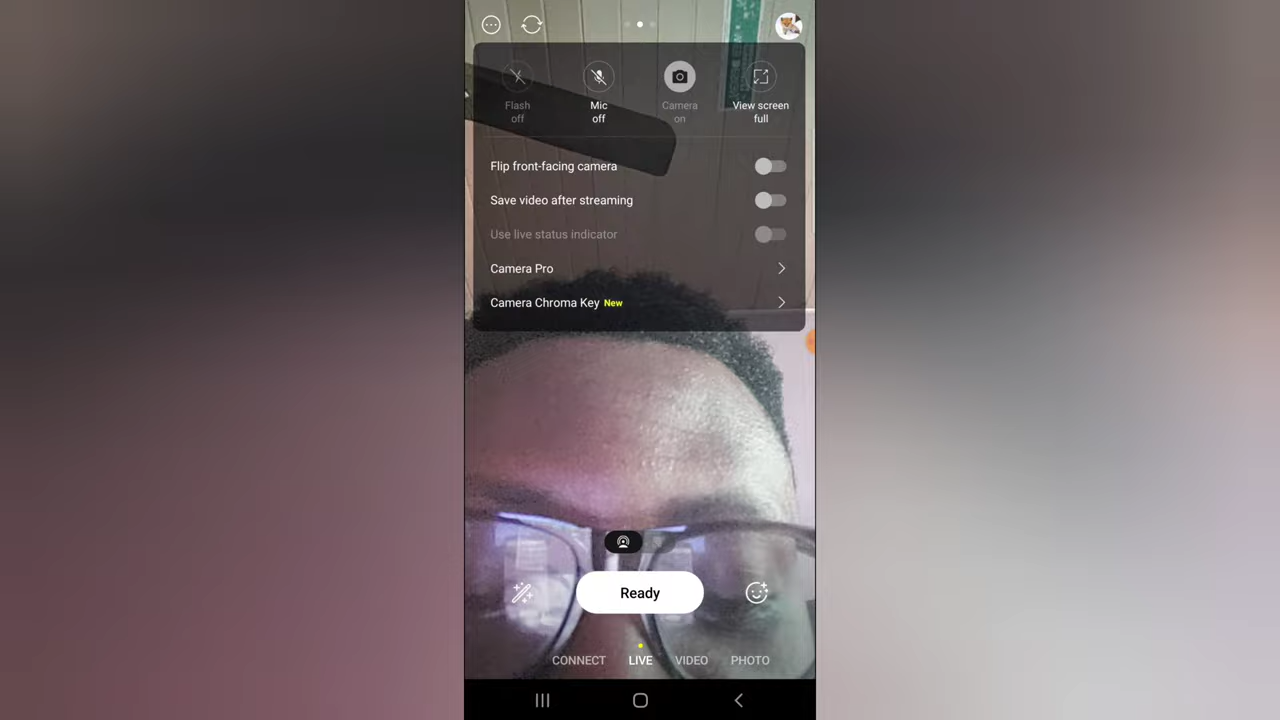 Flash
off
Mic
off
Camera
on
View screen
full
Flip front-facing camera
Save video after streaming
Use live status indicator
Camera Pro
Camera Chroma Key New
Ready
CONNECT LIVE VIDEO PHOTO